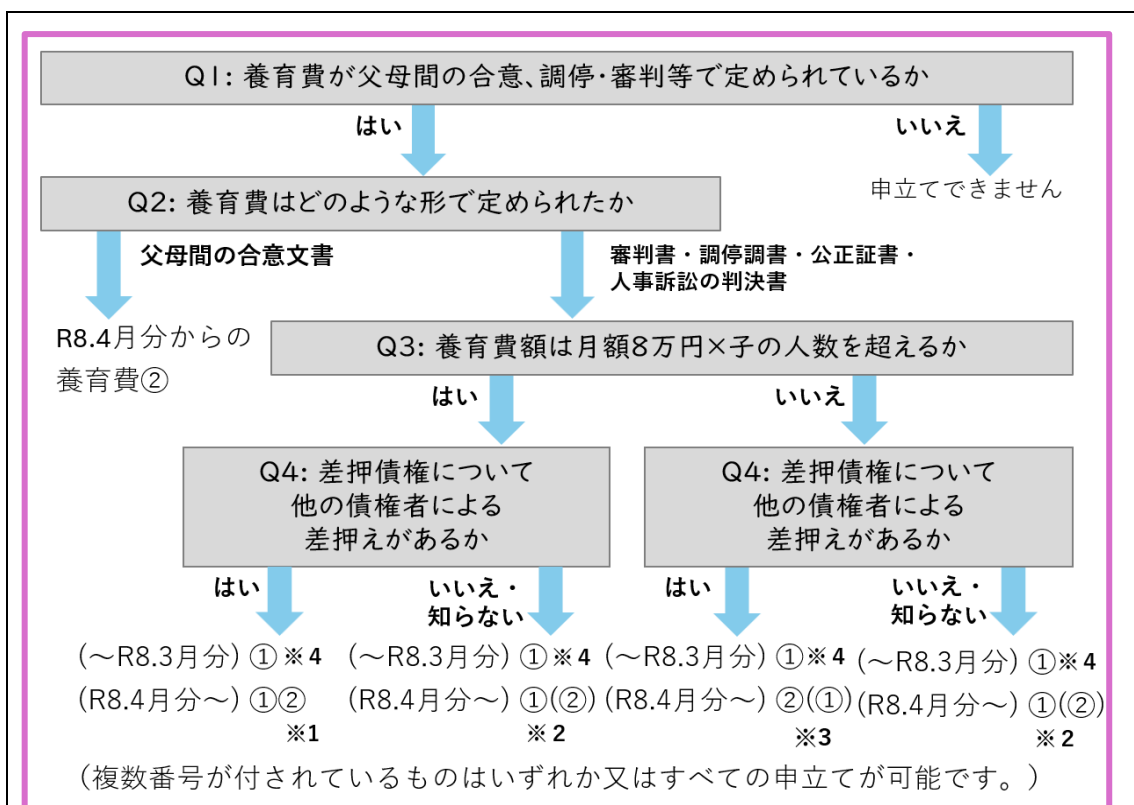 Q1: 養育費が父母間の合意、調停・審判等で定められているか
はい
いいえ
申立てできません
Q2: 養育費はどのような形で定められたか
父母間の合意文書
審判書・調停調書・公正証書・
人事訴訟の判決書
R8.4月分からの
養育費②
Q3: 養育費額は月額8万円×子の人数を超えるか
はい
いいえ
Q4: 差押債権について
他の債権者による
差押えがあるか
はい
いいえ・
知らない
(～R8.3月分) ①※4
(R8.4月分～) ①②
※1
(～R8.3月分) ①※4
(R8.4月分～) ①(②)
※2
Q4: 差押債権について
他の債権者による
差押えがあるか
はい
いいえ・
知らない
(～R8.3月分) ①※4
(R8.4月分～) ②(①)
※3
(～R8.3月分) ①※4
(R8.4月分～) ①(②)
※2
（複数番号が付されているものはいずれか又はすべての申立てが可能です。）